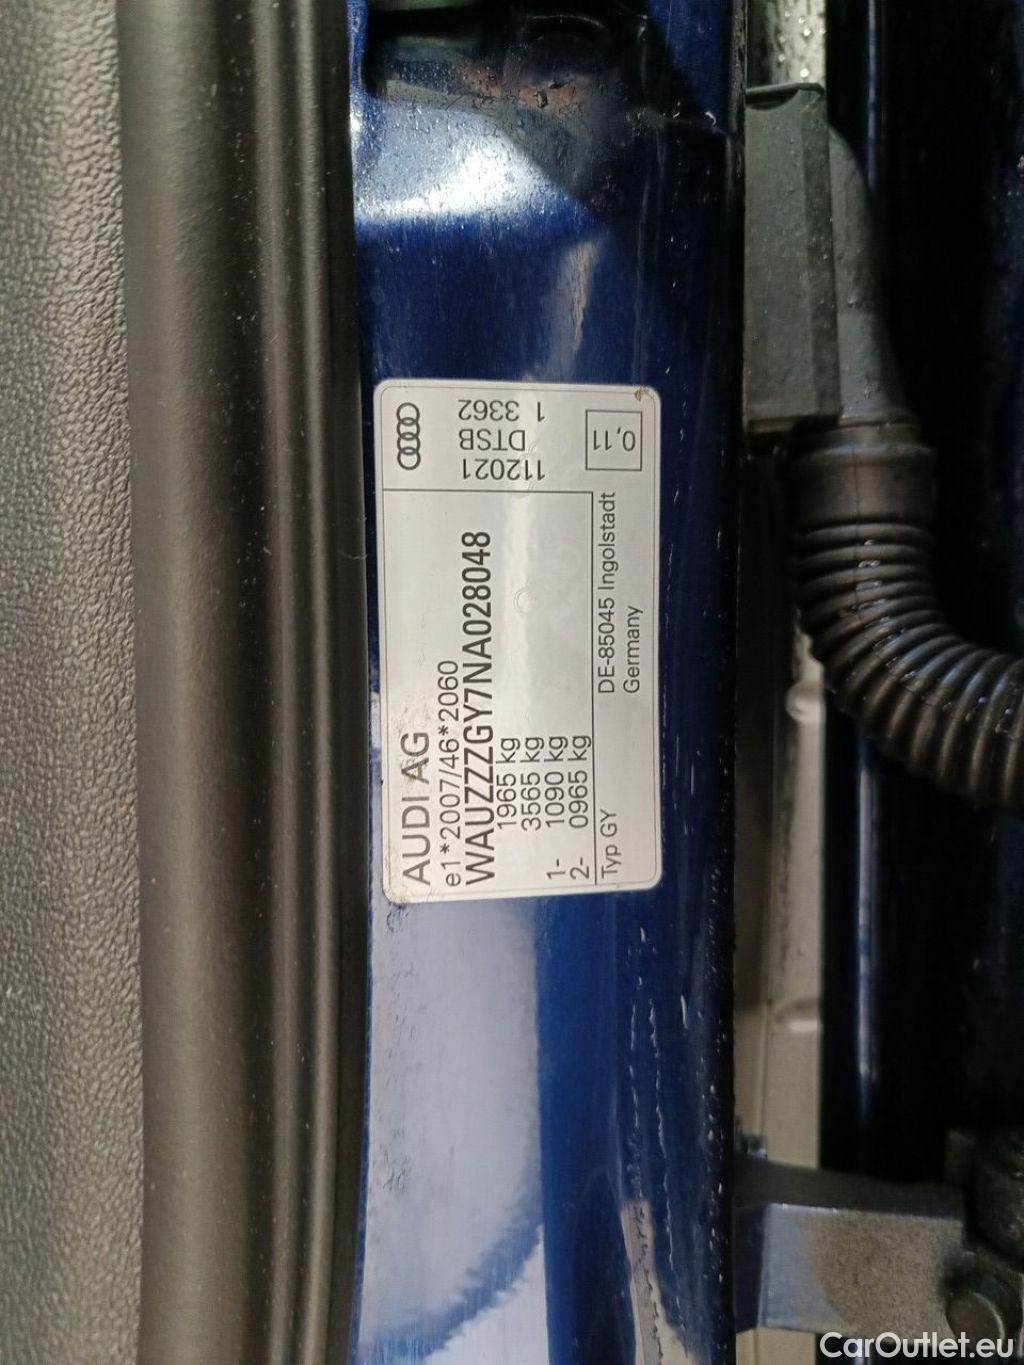 AUDI AG
e1*2007/46*2060
WAUZZZGY7NA028048
1965 kg
3565 kg
1- 1090 kg
2- 0965 kg
Typ GY
DE-85045 Ingolstadt
Germany
112021
DTSB
1 3362
0,11
CarOutlet.eu